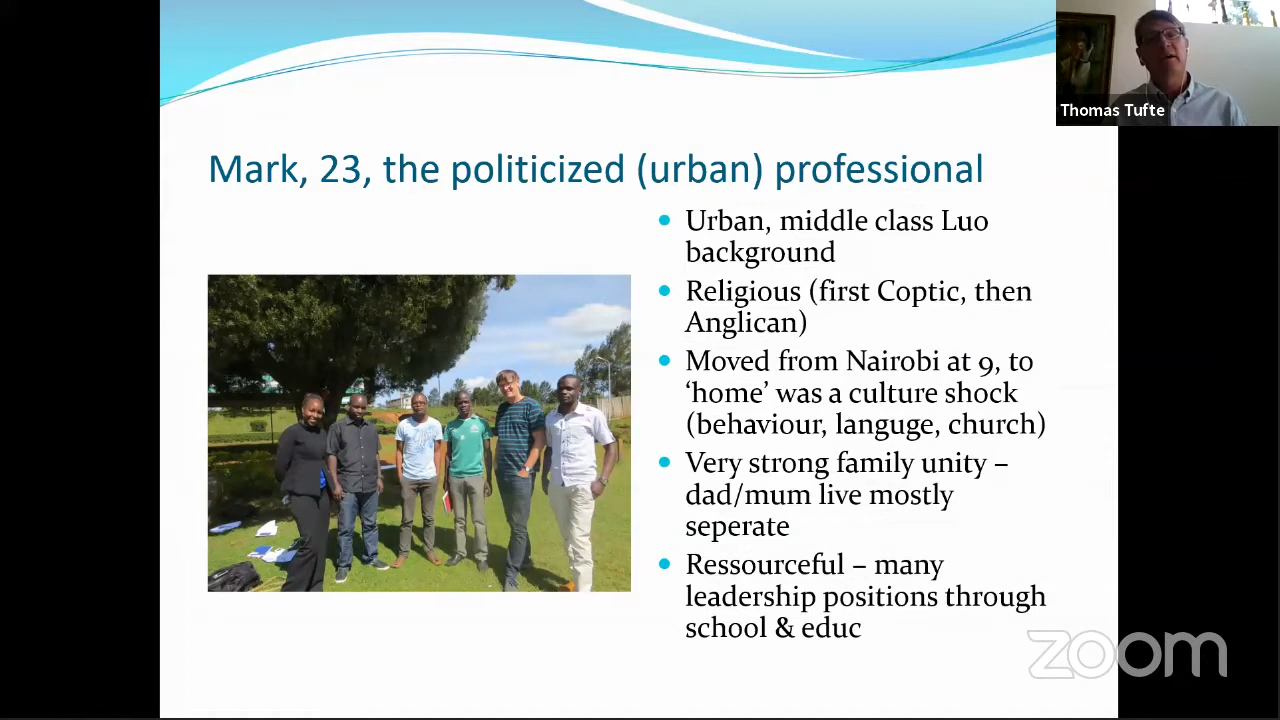 Thomas Tufte
Mark, 23, the politicized (urban) professional
Urban, middle class Luo
background
Religious (first Coptic, then
Anglican)
Moved from Nairobi at 9, to
‘home’ was a culture shock
(behaviour, languge, church)
Very strong family unity –
dad/mum live mostly
seperate
Ressourceful – many
leadership positions through
school & educ
zoom